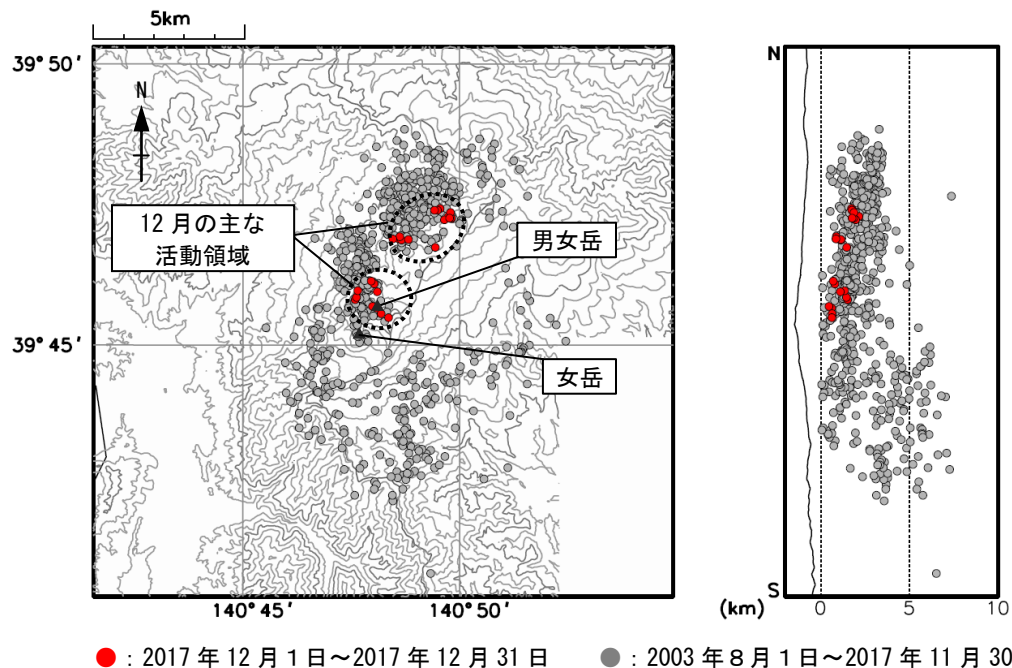 5km
39°50′
N
12月の主な
活動領域
男女岳
39°45′
女岳
140°45′
140°50′
N
S
(km)
0
5
10
●：2017 年 12 月 1 日～2017 年 12 月 31 日
●：2003 年８月 1 日～2017 年 11 月 30